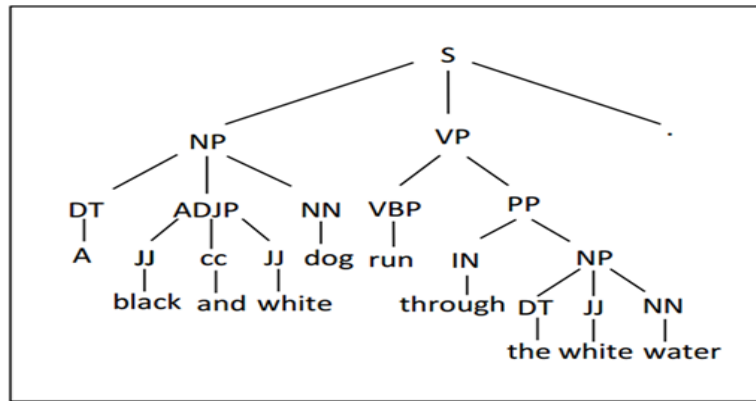 S
NP VP .
DT ADJP NN VBP PP
A JJ cc JJ dog run IN NP
black and white through DT JJ NN
the white water